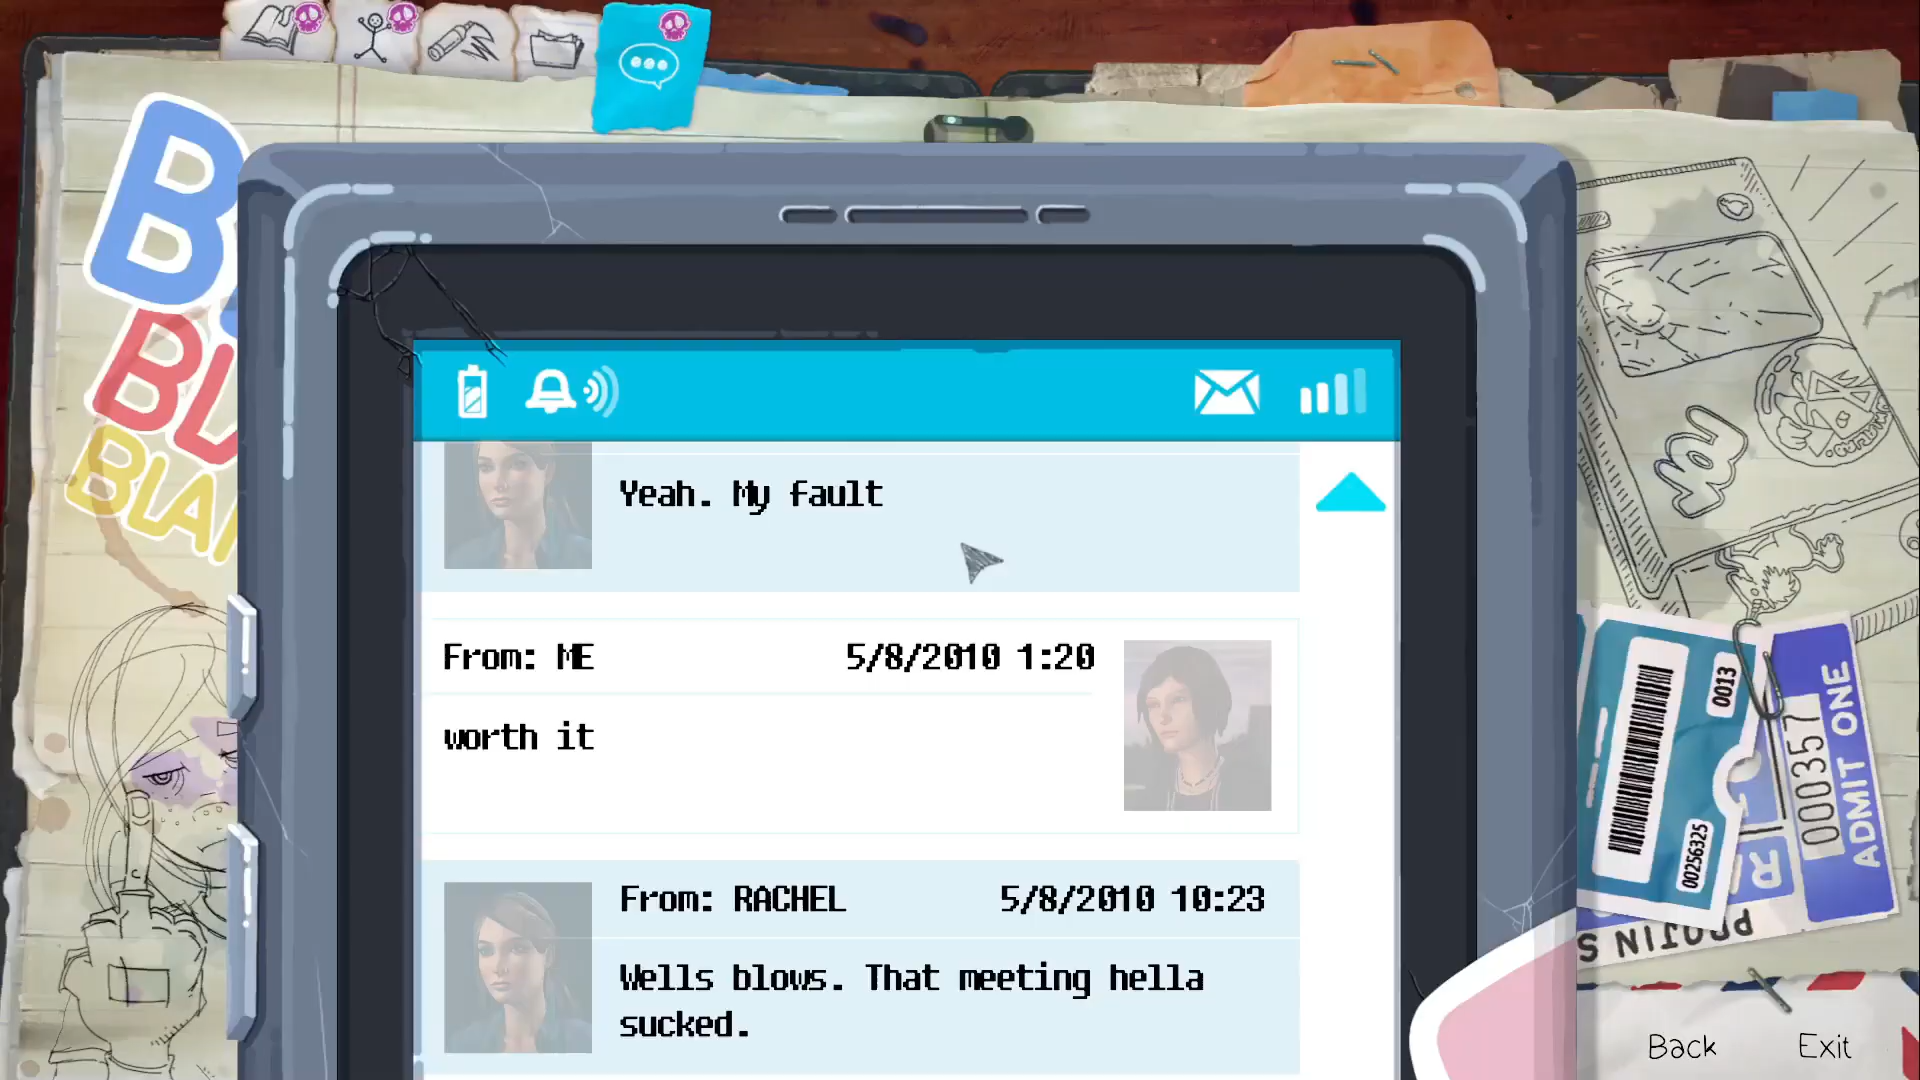 BLAH
Yeah. My fault
From: ME 5/8/2010 1:20
worth it
From: RACHEL 5/8/2010 10:23
Wells blows. That meeting hella
sucked.
0013
00256325
000357
ADMIT ONE
Back
Exit